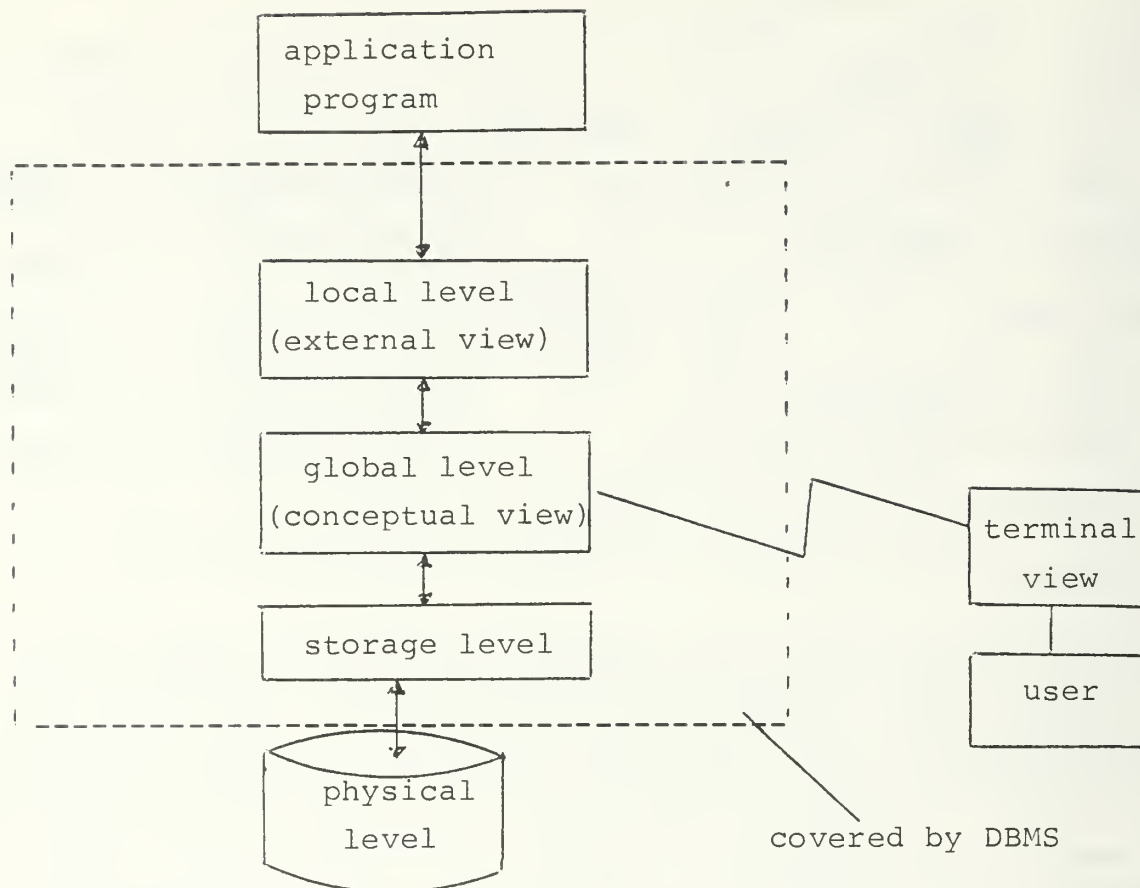 application
program
local level
(external view)
global level
(conceptual view)
terminal
view
storage level
user
physical
level
covered by DBMS